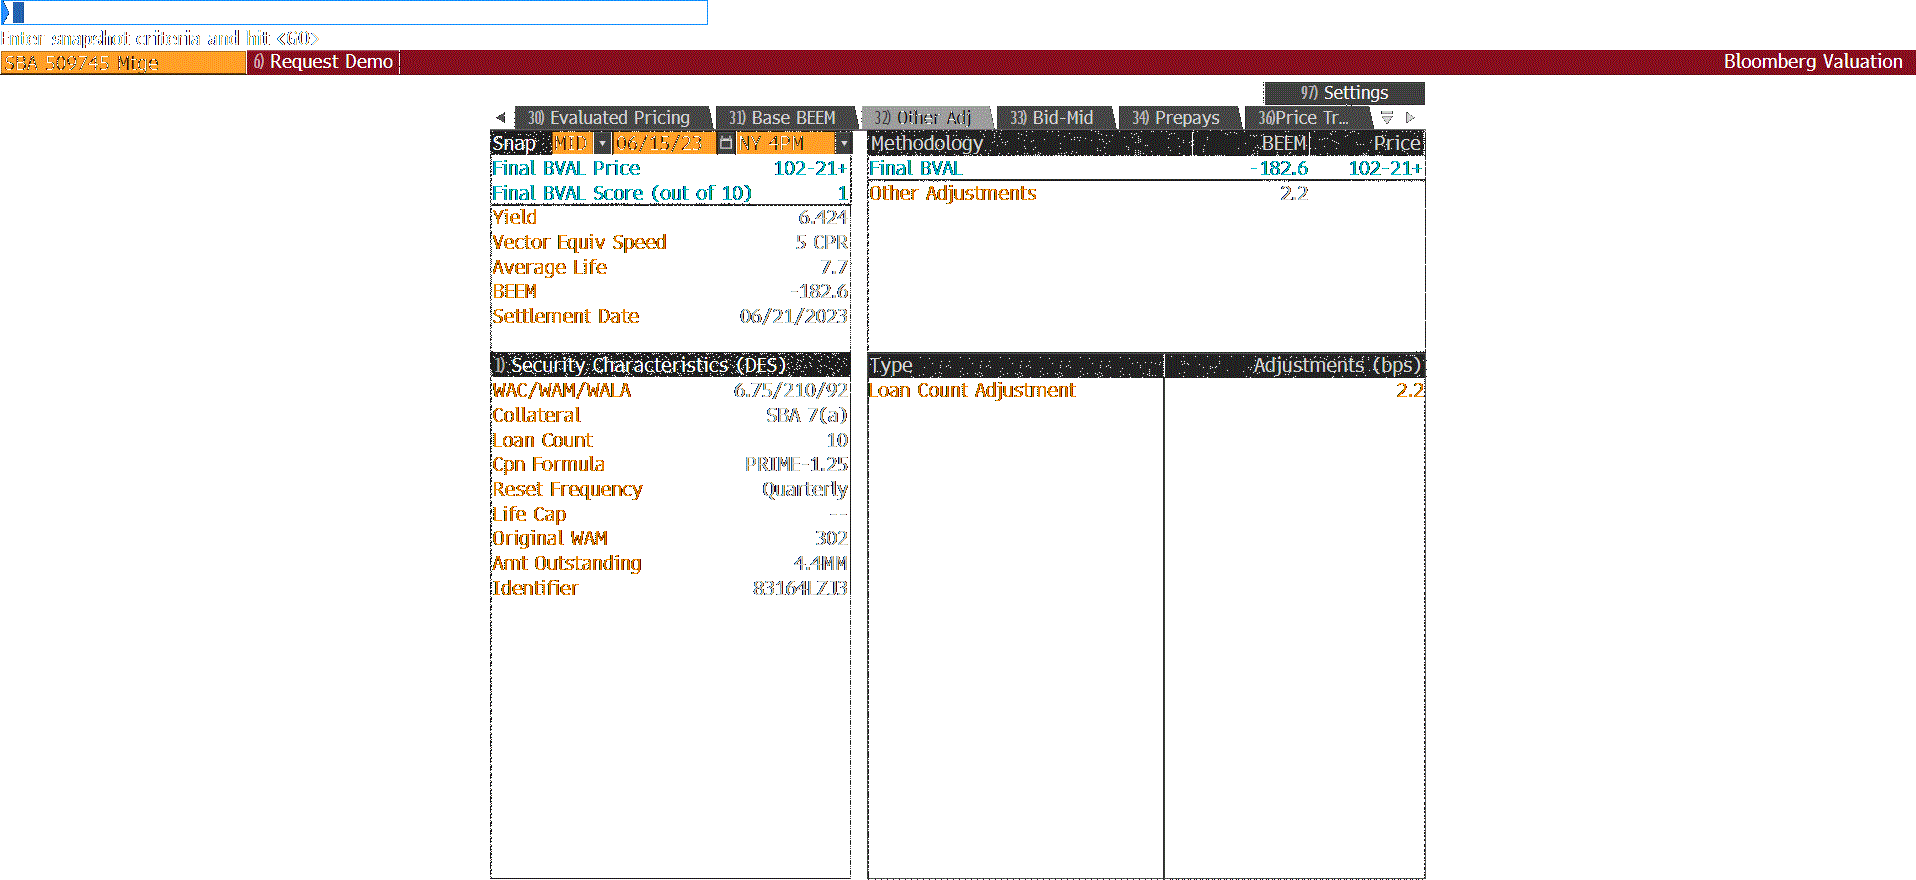 Enter snapshot criteria and hit <GO>
SBA 509745 Mtge 6) Request Demo Bloomberg Valuation
97) Settings
30) Evaluated Pricing 31) Base BEEM 32) Other Adj 33) Bid-Mid 34) Prepays 36)Price Tr...
Snap MID 06/15/23 NY 4PM
Final BVAL Price 102-21+
Final BVAL Score (out of 10) 1
Yield 6.424
Vector Equiv Speed 5 CPR
Average Life 7.7
BEEM -182.6
Settlement Date 06/21/2023
Methodology BEEM Price
Final BVAL -182.6 102-21+
Other Adjustments 2.2
1) Security Characteristics (DES)
WAC/WAM/WALA 6.75/210/92
Collateral SBA 7(a)
Loan Count 10
Cpn Formula PRIME-1.25
Reset Frequency Quarterly
Life Cap --
Original WAM 302
Amt Outstanding 4.4MM
Identifier 83164LZJ3
Type Adjustments (bps)
Loan Count Adjustment 2.2